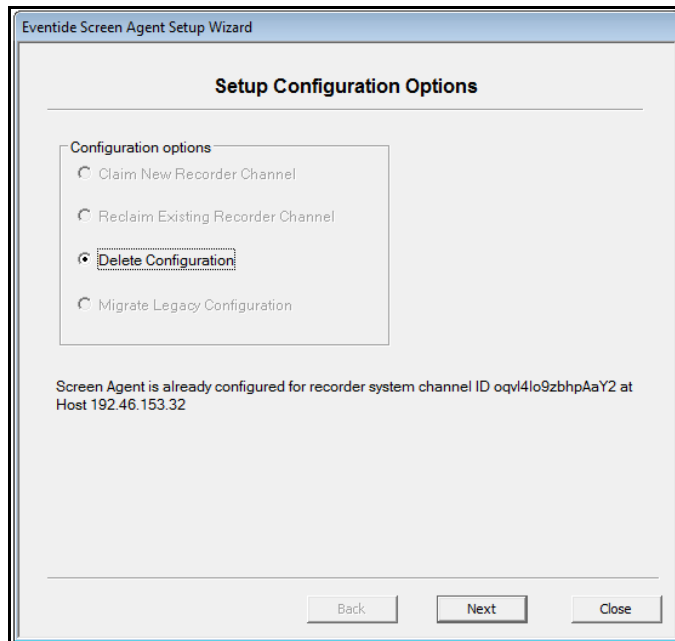 Eventide Screen Agent Setup Wizard
Setup Configuration Options
Configuration options
Claim New Recorder Channel
Reclaim Existing Recorder Channel
Delete Configuration
Migrate Legacy Configuration
Screen Agent is already configured for recorder system channel ID oqvl4lo9zbhpAaY2 at
Host 192.46.153.32
Back
Next
Close